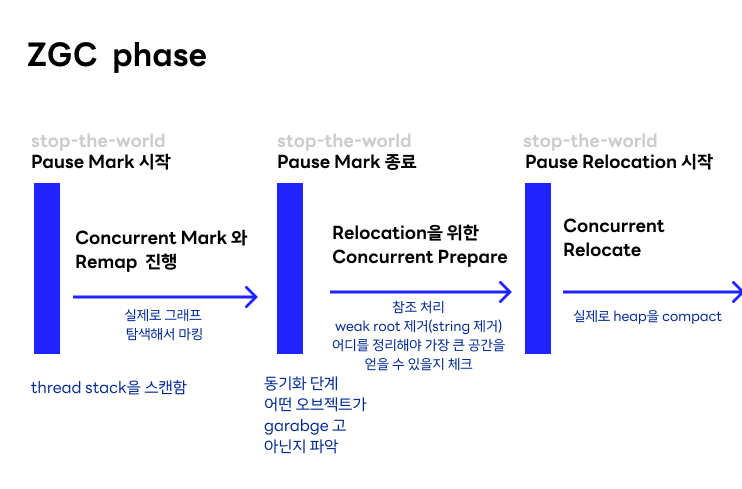 ZGC phase
stop-the-world
Pause Mark 시작
Concurrent Mark 와
Remap 진행
실제로 그래프
탐색해서 마킹
thread stack을 스캔함
stop-the-world
Pause Mark 종료
Relocation을 위한
Concurrent Prepare
참조 처리
weak root 제거(string 제거)
어디를 정리해야 가장 큰 공간을
얻을 수 있을지 체크
동기화 단계
어떤 오브젝트가
garabge 고
아닌지 파악
stop-the-world
Pause Relocation 시작
Concurrent
Relocate
실제로 heap을 compact